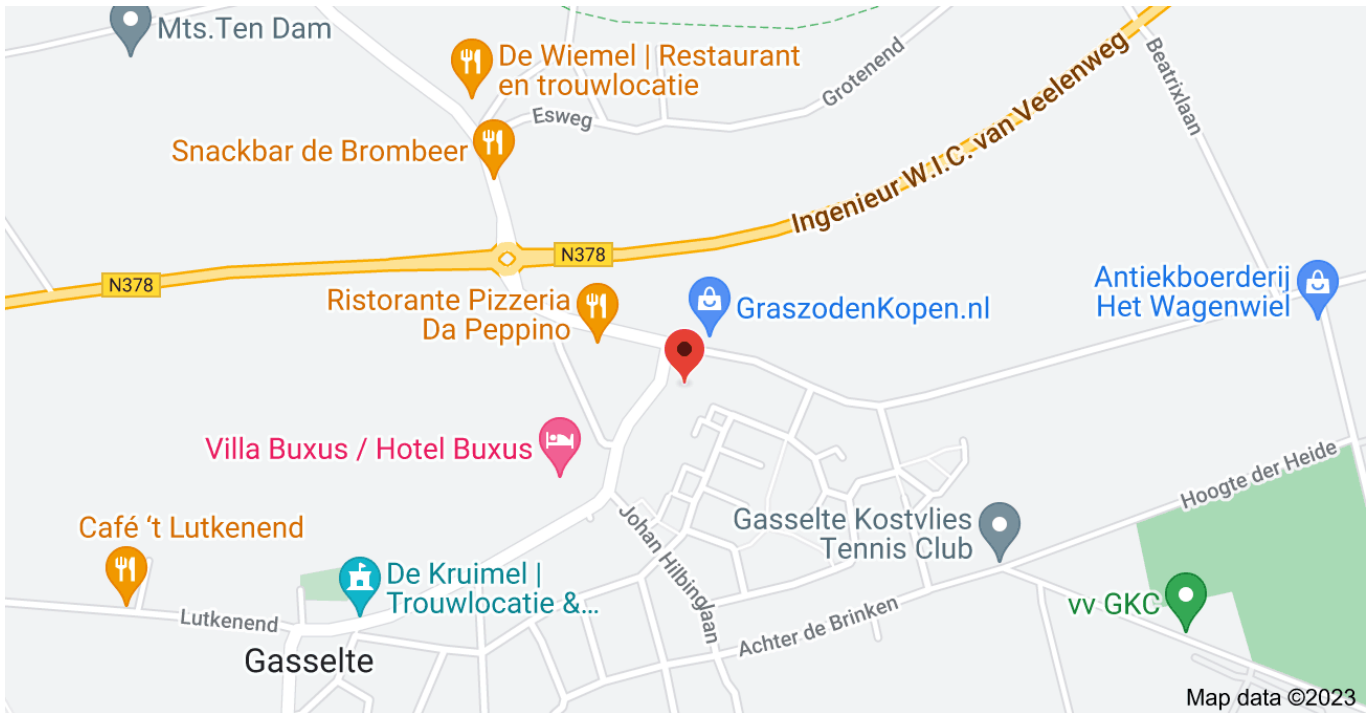 Mts.Ten Dam
De Wiemel | Restaurant
en trouwlocatie
Grotenend
Esweg
Beatrixlaan
Snackbar de Brombeer
Ingenieur W.I.C. van Veelenweg
N378
N378
Ristorante Pizzeria
Da Peppino
GraszodenKopen.nl
Antiekboerderij
Het Wagenwiel
Villa Buxus / Hotel Buxus
Hoogte der Heide
Café ‘t Lutkenend
Johan Hilbinglaan
Gasselte Kostvlies
Tennis Club
De Kruimel |
Trouwlocatie &...
Lutkenend
vv GKC
Achter de Brinken
Gasselte
Map data ©2023